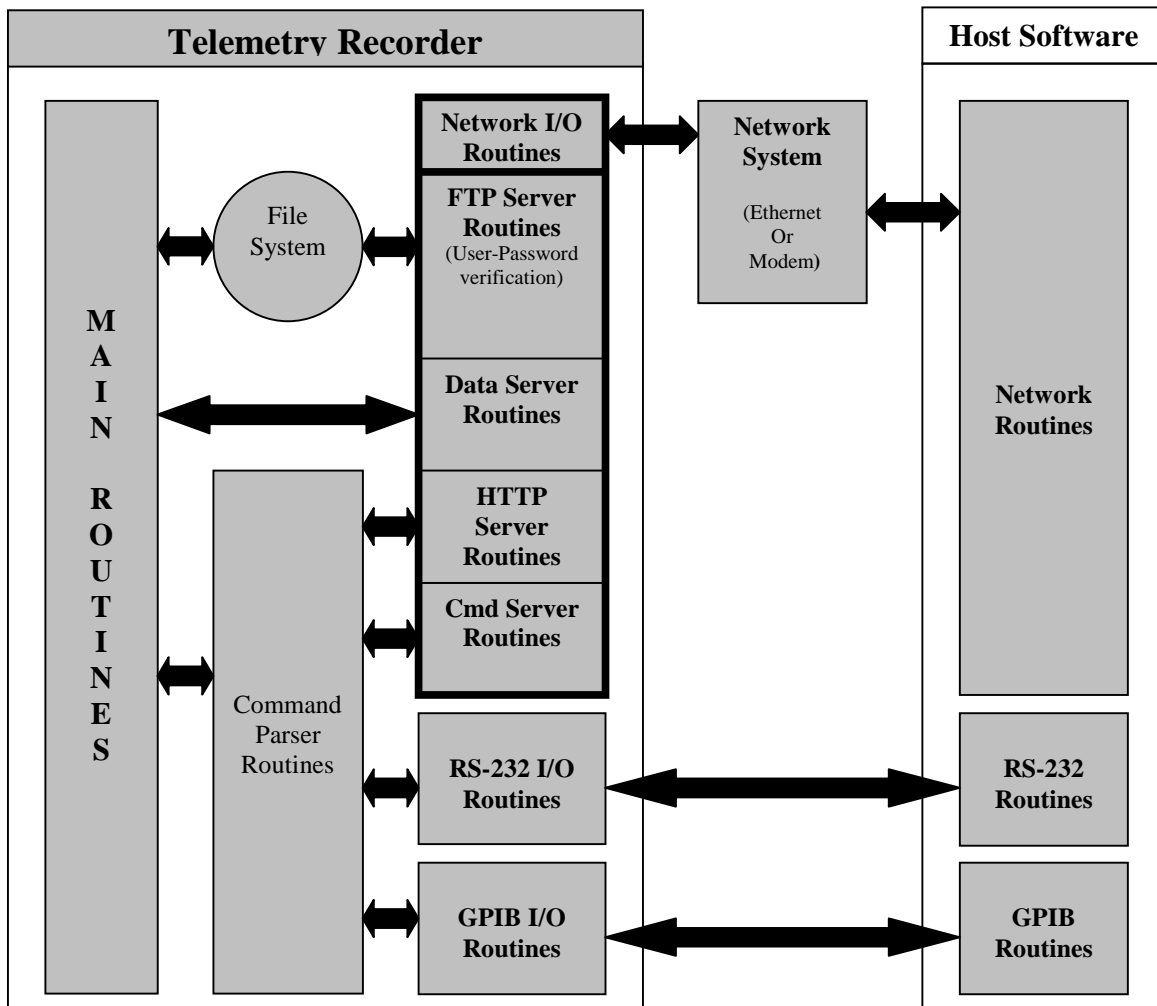 Telemetry Recorder
Host Software
MAIN ROUTINES
File
System
Network I/O
Routines
FTP Server
Routines
(User-Password
verification)
Data Server
Routines
HTTP
Server
Routines
Cmd Server
Routines
Command
Parser
Routines
RS-232 I/O
Routines
GPIB I/O
Routines
Network
System
(Ethernet
Or
Modem)
Network
Routines
RS-232
Routines
GPIB
Routines